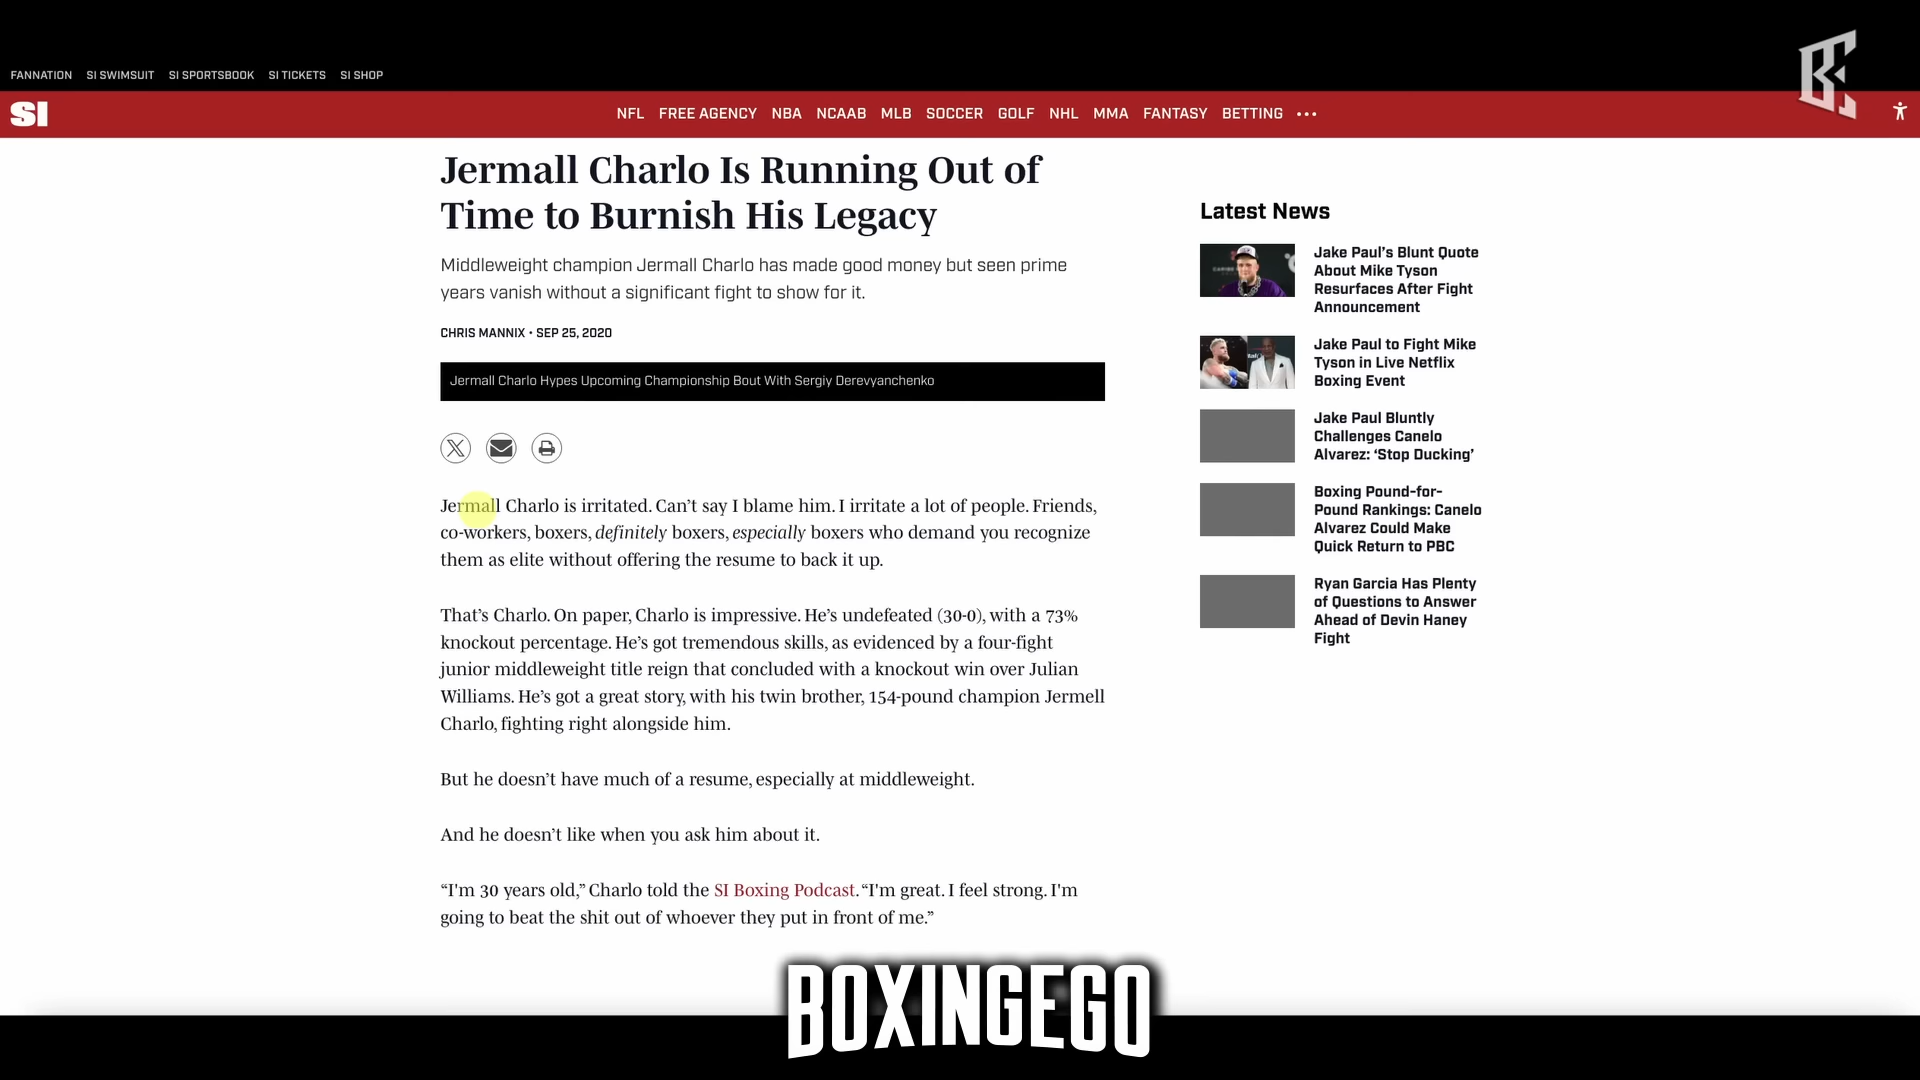 FANNATION SI SWIMSUIT SI SPORTSBOOK SI TICKETS SI SHOP
SI NFL FREE AGENCY NBA NCAAB MLB SOCCER GOLF NHL MMA FANTASY BETTING
Jermall Charlo Is Running Out of
Time to Burnish His Legacy
Middleweight champion Jermall Charlo has made good money but seen prime
years vanish without a significant fight to show for it.
CHRIS MANNIX • SEP 25, 2020
Jermall Charlo Hypes Upcoming Championship Bout With Sergiy Derevyanchenko
Jermall Charlo is irritated. Can’t say I blame him. I irritate a lot of people. Friends,
co-workers, boxers, definitely boxers, especially boxers who demand you recognize
them as elite without offering the resume to back it up.
That’s Charlo. On paper, Charlo is impressive. He’s undefeated (30-0), with a 73%
knockout percentage. He’s got tremendous skills, as evidenced by a four-fight
junior middleweight title reign that concluded with a knockout win over Julian
Williams. He’s got a great story, with his twin brother, 154-pound champion Jermell
Charlo, fighting right alongside him.
But he doesn’t have much of a resume, especially at middleweight.
And he doesn’t like when you ask him about it.
“I'm 30 years old,” Charlo told the SI Boxing Podcast. “I'm great. I feel strong. I'm
going to beat the shit out of whoever they put in front of me.”
Latest News
Jake Paul’s Blunt Quote
About Mike Tyson
Resurfaces After Fight
Announcement
Jake Paul to Fight Mike
Tyson in Live Netflix
Boxing Event
Jake Paul Bluntly
Challenges Canelo
Alvarez: ‘Stop Ducking’
Boxing Pound-for-
Pound Rankings: Canelo
Alvarez Could Make
Quick Return to PBC
Ryan Garcia Has Plenty
of Questions to Answer
Ahead of Devin Haney
Fight
BOXINGEGO